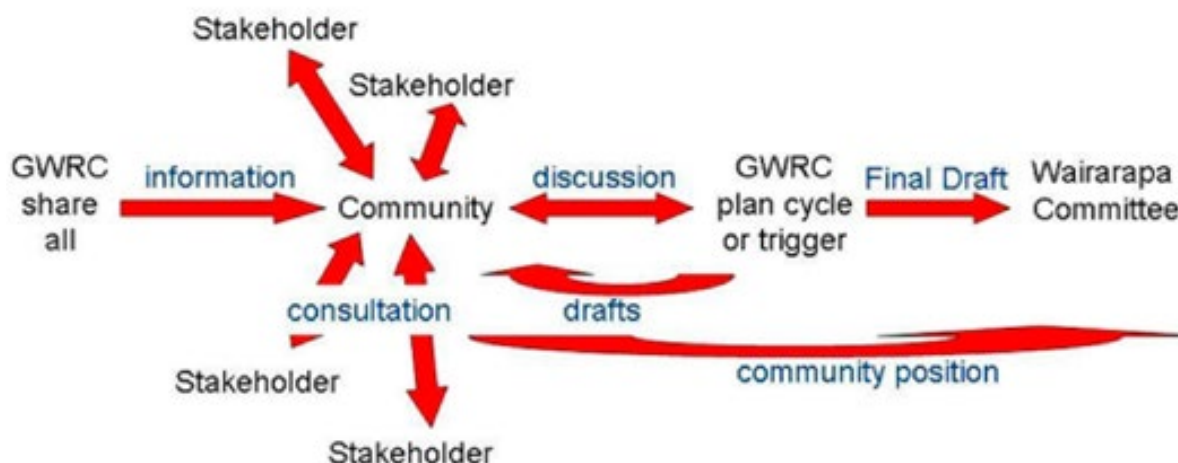 Stakeholder
Stakeholder
GWRC
share
all
information
Community
discussion
GWRC
plan cycle
or trigger
Final Draft
Wairarapa
Committee
consultation
drafts
Stakeholder
community position
Stakeholder